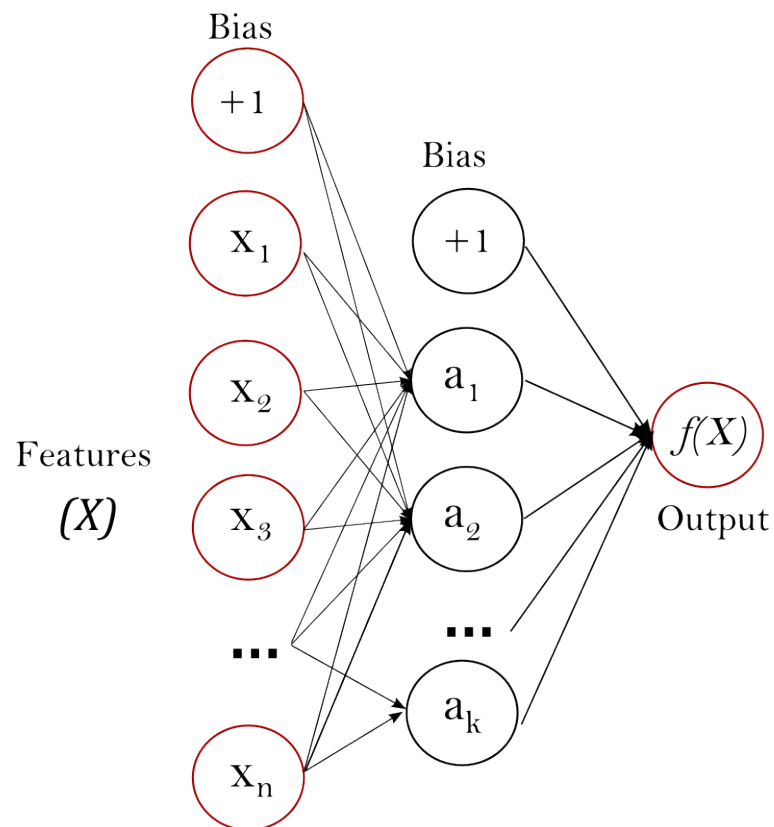 Bias
+1
x₁
x₂
x₃
...
xₙ
Features
(X)
Bias
+1
a₁
a₂
...
aₖ
f(X)
Output